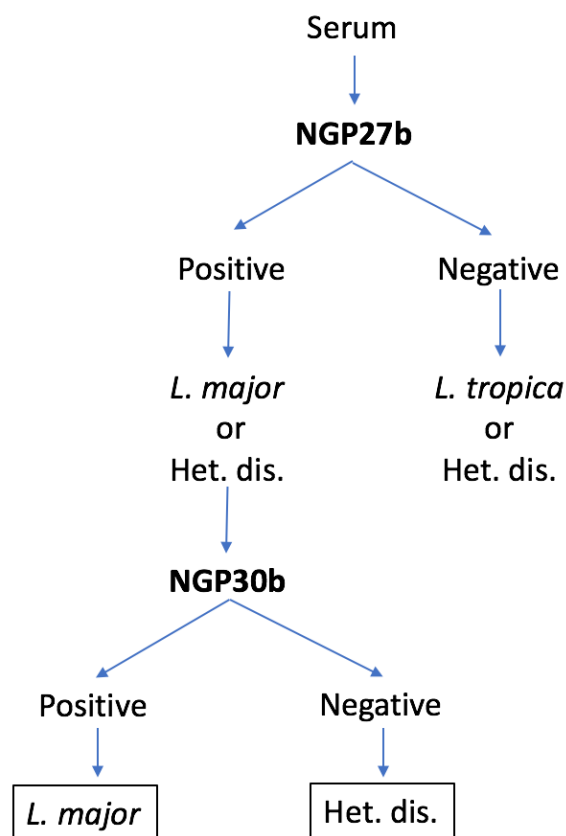 Serum
NGP27b
Positive
Negative
L. major
or
Het. dis.
L. tropica
or
Het. dis.
NGP30b
Positive
Negative
L. major
Het. dis.